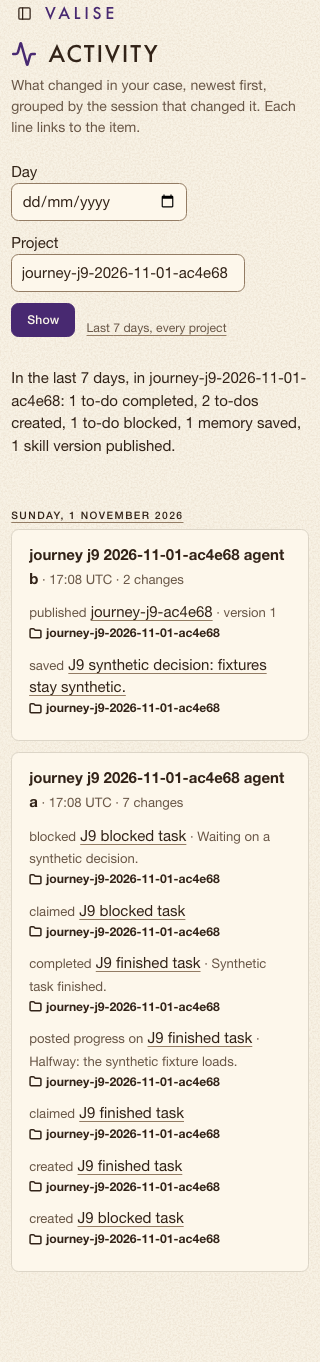 VALISE
ACTIVITY
What changed in your case, newest first,
grouped by the session that changed it. Each
line links to the item.
Day
dd/mm/yyyy
Project
journey-j9-2026-11-01-ac4e68
Show
Last 7 days, every project
In the last 7 days, in journey-j9-2026-11-01-
ac4e68: 1 to-do completed, 2 to-dos
created, 1 to-do blocked, 1 memory saved,
1 skill version published.
SUNDAY, 1 NOVEMBER 2026
journey j9 2026-11-01-ac4e68 agent
b · 17:08 UTC · 2 changes
published journey-j9-ac4e68 · version 1
journey-j9-2026-11-01-ac4e68
saved J9 synthetic decision: fixtures
stay synthetic.
journey-j9-2026-11-01-ac4e68
journey j9 2026-11-01-ac4e68 agent
a · 17:08 UTC · 7 changes
blocked J9 blocked task · Waiting on a
synthetic decision.
journey-j9-2026-11-01-ac4e68
claimed J9 blocked task
journey-j9-2026-11-01-ac4e68
completed J9 finished task · Synthetic
task finished.
journey-j9-2026-11-01-ac4e68
posted progress on J9 finished task ·
Halfway: the synthetic fixture loads.
journey-j9-2026-11-01-ac4e68
claimed J9 finished task
journey-j9-2026-11-01-ac4e68
created J9 finished task
journey-j9-2026-11-01-ac4e68
created J9 blocked task
journey-j9-2026-11-01-ac4e68